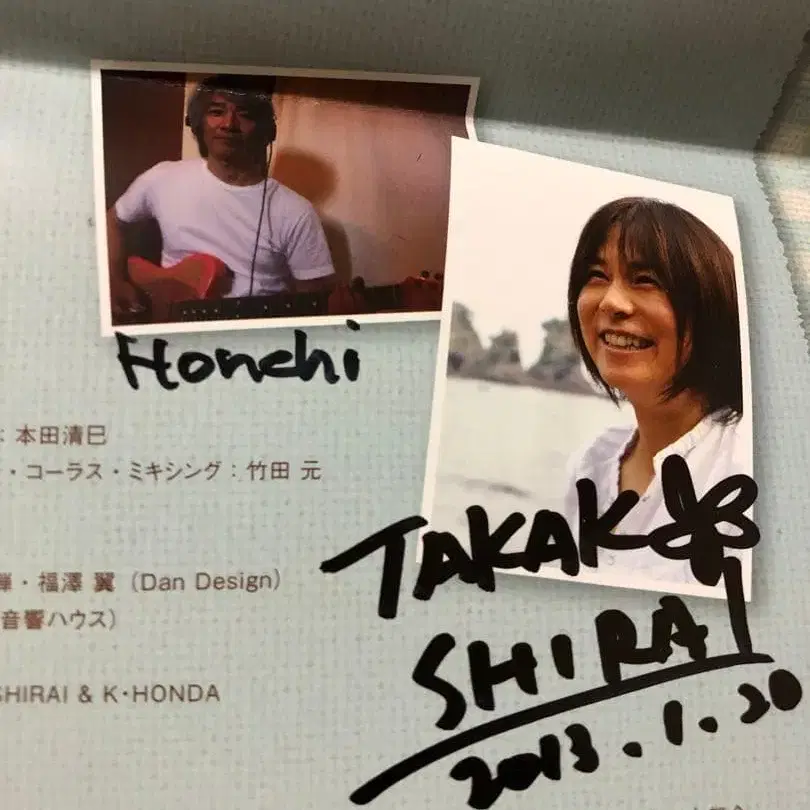 Honchi
: 本田清巳
・コーラス・ミキシング：竹田 元
TAKAKO
SHIRAI
・福澤 翼（Dan Design）
音響ハウス）
SHIRAI & K・HONDA
2013.1.20